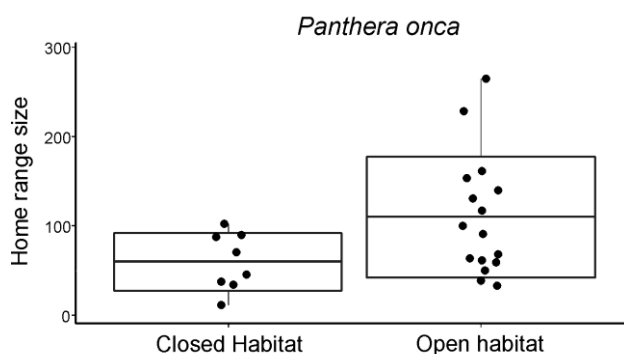 Panthera onca
300
200
100
0
Home range size
Closed Habitat
Open habitat